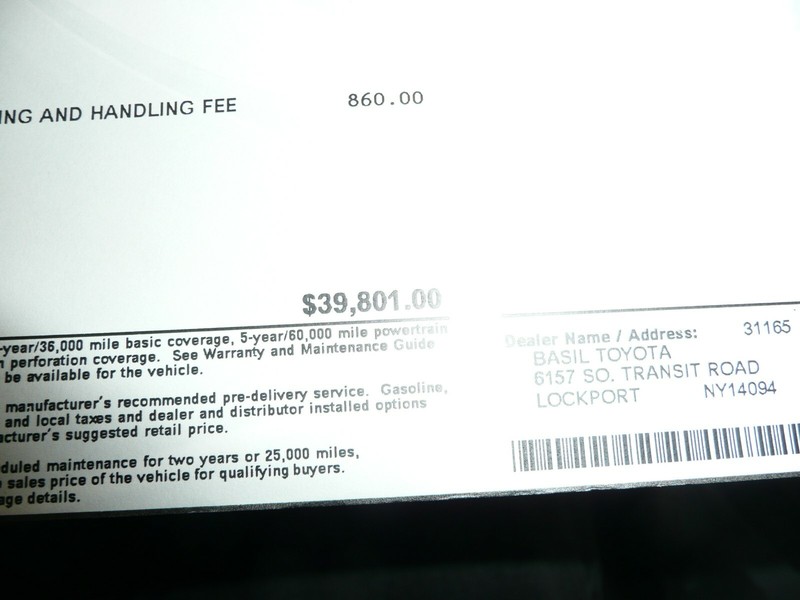 ING AND HANDLING FEE 860.00
$39,801.00
-year/36,000 mile basic coverage, 5-year/60,000 mile powertrain
perforation coverage. See Warranty and Maintenance Guide
be available for the vehicle.
manufacturer's recommended pre-delivery service. Gasoline,
and local taxes and dealer and distributor installed options
acturer's suggested retail price.
duled maintenance for two years or 25,000 miles,
sales price of the vehicle for qualifying buyers.
age details.
Dealer Name / Address: 31165
BASIL TOYOTA
6157 SO. TRANSIT ROAD
LOCKPORT NY14094